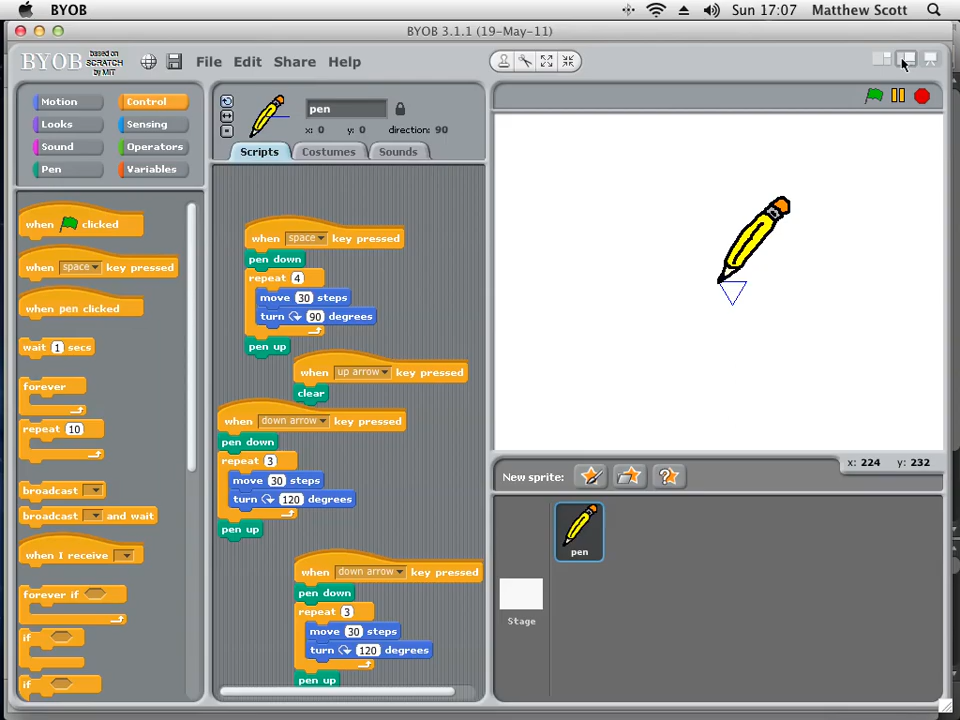 BYOB
Sun 17:07
Matthew Scott
BYOB 3.1.1 (19-May-11)
BYOB
based on
SCRATCH
by MIT
File
Edit
Share
Help
Motion
Control
Looks
Sensing
Sound
Operators
Pen
Variables
pen
x: 0 y: 0 direction: 90
Scripts
Costumes
Sounds
when clicked
when space key pressed
when pen clicked
wait 1 secs
forever
repeat 10
broadcast
broadcast and wait
when I receive
forever if
if
if
when space key pressed
pen down
repeat 4
move 30 steps
turn 90 degrees
pen up
when up arrow key pressed
clear
when down arrow key pressed
pen down
repeat 3
move 30 steps
turn 120 degrees
pen up
when down arrow key pressed
pen down
repeat 3
move 30 steps
turn 120 degrees
pen up
x: 224 y: 232
New sprite:
pen
Stage